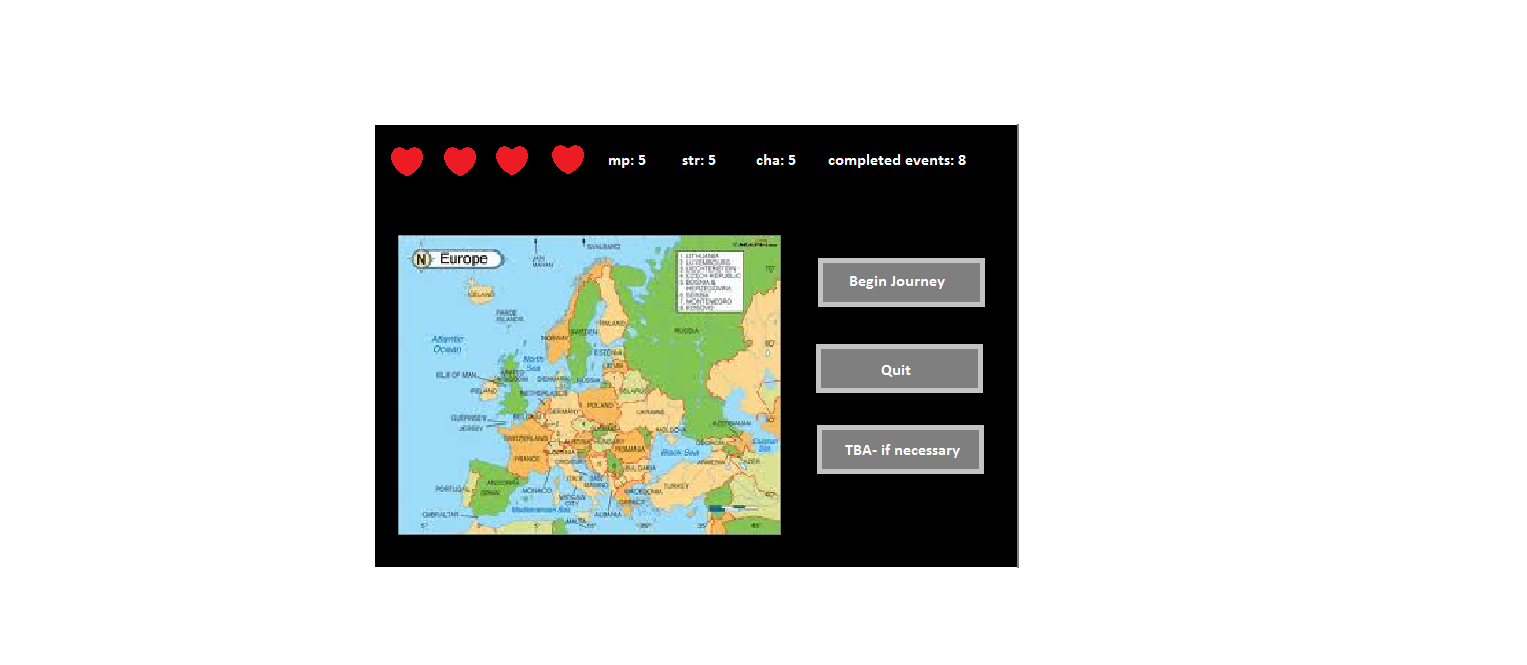 mp: 5 str: 5 cha: 5 completed events: 8
N Europe
SVALBARD
JAN MAYEN
1. LITHUANIA
2. LUXEMBOURG
3. LIECHTENSTEIN
4. CZECH REPUBLIC
5. BOSNIA &
HERZEGOVINA
6. SERBIA
7. MONTENEGRO
8. KOSOVO
ICELAND
FAROE
ISLANDS
Atlantic
Ocean
NORWAY
SWEDEN
FINLAND
RUSSIA
North
Sea
ESTONIA
LATVIA
ISLE OF MAN
UNITED
KINGDOM
DENMARK
RUSSIA
IRELAND
NETHERLANDS
BELARUS
GUERNSEY
JERSEY
BELGIUM
GERMANY
POLAND
UKRAINE
SWITZERLAND
AUSTRIA
HUNGARY
MOLDOVA
AZERBAIJAN
GEORGIA
Caspian
Sea
FRANCE
SLOVENIA
CROATIA
ROMANIA
Black Sea
ARMENIA
AZER.
BULGARIA
PORTUGAL
SPAIN
ANDORRA
MONACO
ITALY
SAN
MARINO
VATICAN
CITY
MACEDONIA
TURKEY
GREECE
ALBANIA
GIBRALTAR
Mediterranean Sea
MALTA
Begin Journey
Quit
TBA- if necessary